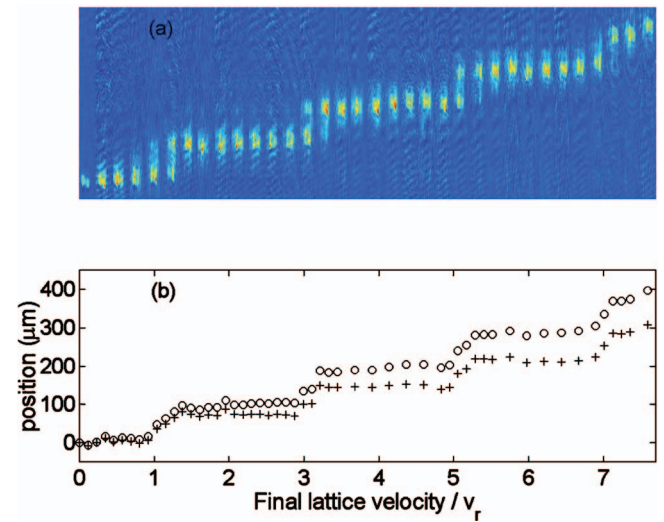 (a)
(b)
position (μm)
400
300
200
100
0
0 1 2 3 4 5 6 7
Final lattice velocity / v_r